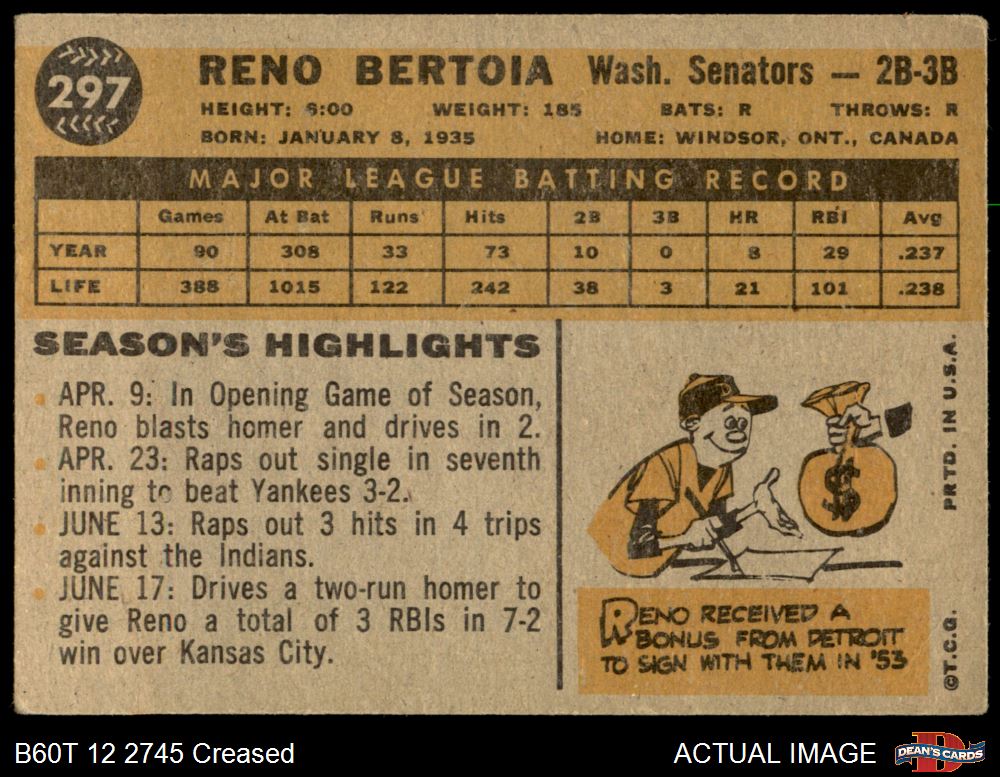 297
RENO BERTOIA Wash. Senators — 2B-3B
HEIGHT: 6:00 WEIGHT: 185 BATS: R THROWS: R
BORN: JANUARY 8, 1935 HOME: WINDSOR, ONT., CANADA
MAJOR LEAGUE BATTING RECORD
Games At Bat Runs Hits 2B 3B HR RBI Avg
YEAR 90 308 33 73 10 0 8 29 .237
LIFE 388 1015 122 242 38 3 21 101 .238
SEASON'S HIGHLIGHTS
APR. 9: In Opening Game of Season,
Reno blasts homer and drives in 2.
APR. 23: Raps out single in seventh
inning to beat Yankees 3-2.
JUNE 13: Raps out 3 hits in 4 trips
against the Indians.
JUNE 17: Drives a two-run homer to
give Reno a total of 3 RBIs in 7-2
win over Kansas City.
$
RENO RECEIVED A
BONUS FROM DETROIT
TO SIGN WITH THEM IN '53
©T.C.G. PRTD. IN U.S.A.
B60T 12 2745 Creased ACTUAL IMAGE
DEAN'S CARDS